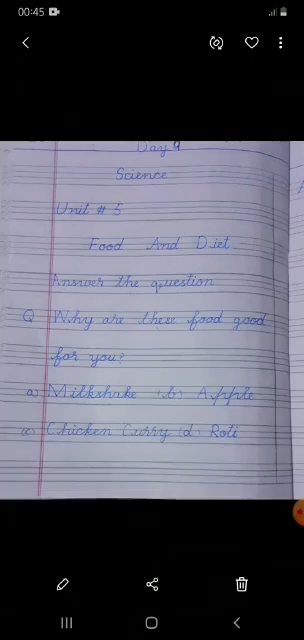 00:45
Day 9
Science
Unit # 5
Food And Diet
Answer the question
Q Why are these food good
for you?
a) Milkshake (b) Apple
(c) Chicken Curry (d) Roti